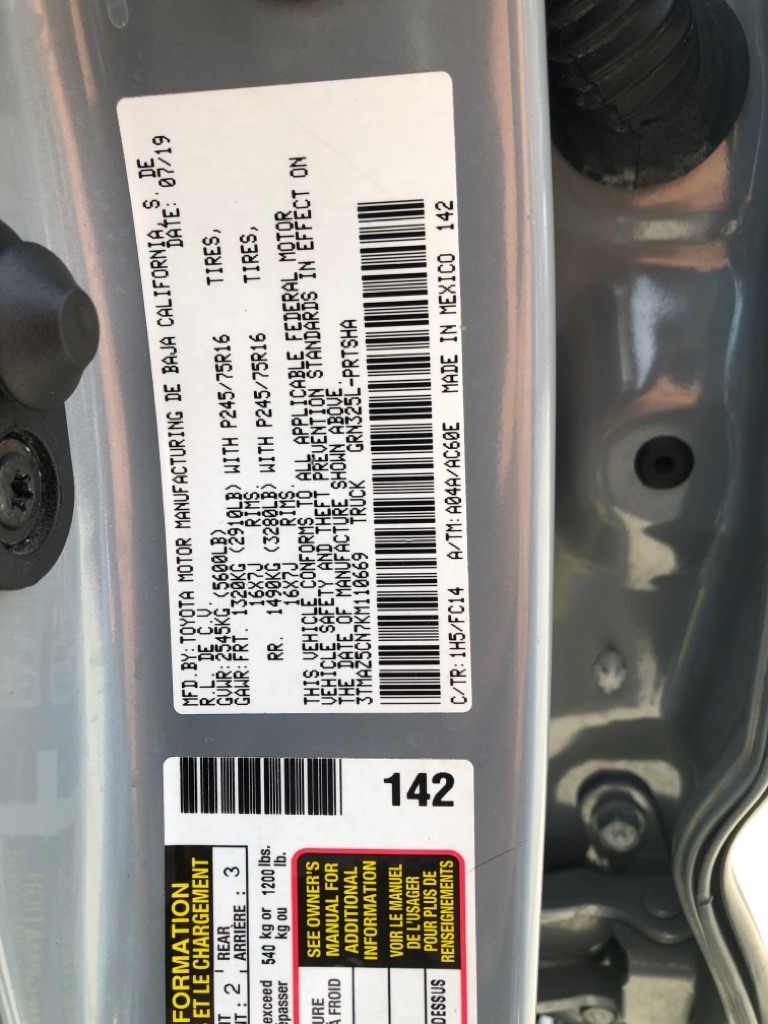 MFD.BY:TOYOTA MOTOR MANUFACTURING DE BAJA CALIFORNIA, S. DE
R.L. DE C.V. DATE: 07/19
GVWR:2545KG(5600LB)
GAWR:FRT. 1320KG (2910LB) WITH P245/75R16 TIRES,
16X7J RIMS.
RR. 1490KG (3280LB) WITH P245/75R16 TIRES,
16X7J RIMS.
THIS VEHICLE CONFORMS TO ALL APPLICABLE FEDERAL MOTOR
VEHICLE SAFETY AND THEFT PREVENTION STANDARDS IN EFFECT ON
THE DATE OF MANUFACTURE SHOWN ABOVE.
3TMAZ5CN7KM110669 TRUCK GRN325L-PRTSHA
C/TR:1H5/FC14 A/TM:A04A/AC60E MADE IN MEXICO 142
142
FORMATION
ET LE CHARGEMENT
: 2 REAR
, ARRIÈRE : 3
exceed 540 kg or 1200 lbs.
kg ou lb.
SEE OWNER'S
MANUAL FOR
ADDITIONAL
INFORMATION
VOIR LE MANUEL
DE L'USAGER
POUR PLUS DE
RENSEIGNEMENTS
À FROID
DESSUS